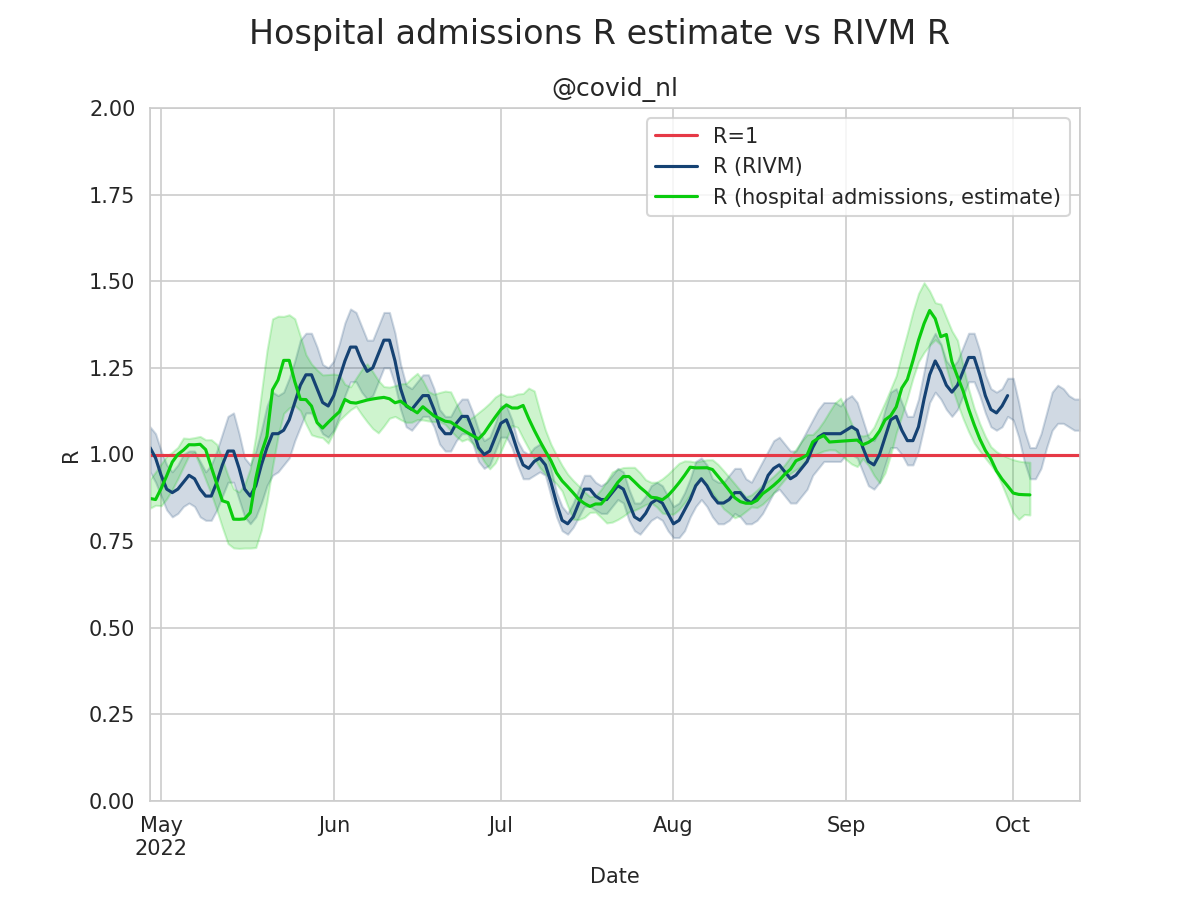 Hospital admissions R estimate vs RIVM R
@covid_nl
2.00
1.75
1.50
1.25
1.00
0.75
0.50
0.25
0.00
R
R=1
R (RIVM)
R (hospital admissions, estimate)
May Jun Jul Aug Sep Oct
2022
Date